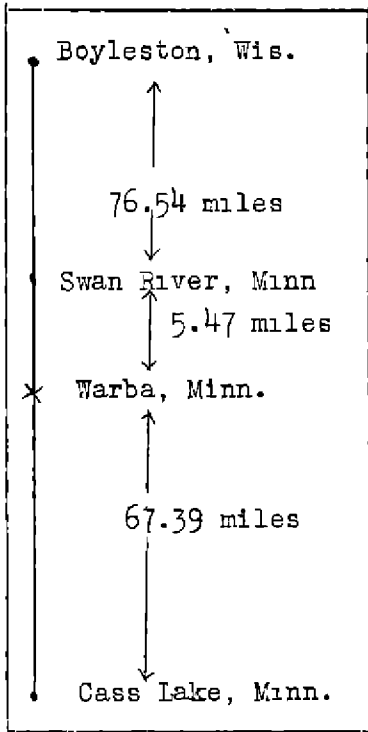 Boyleston, Wis.
76.54 miles
Swan River, Minn
5.47 miles
Warba, Minn.
67.39 miles
Cass Lake, Minn.